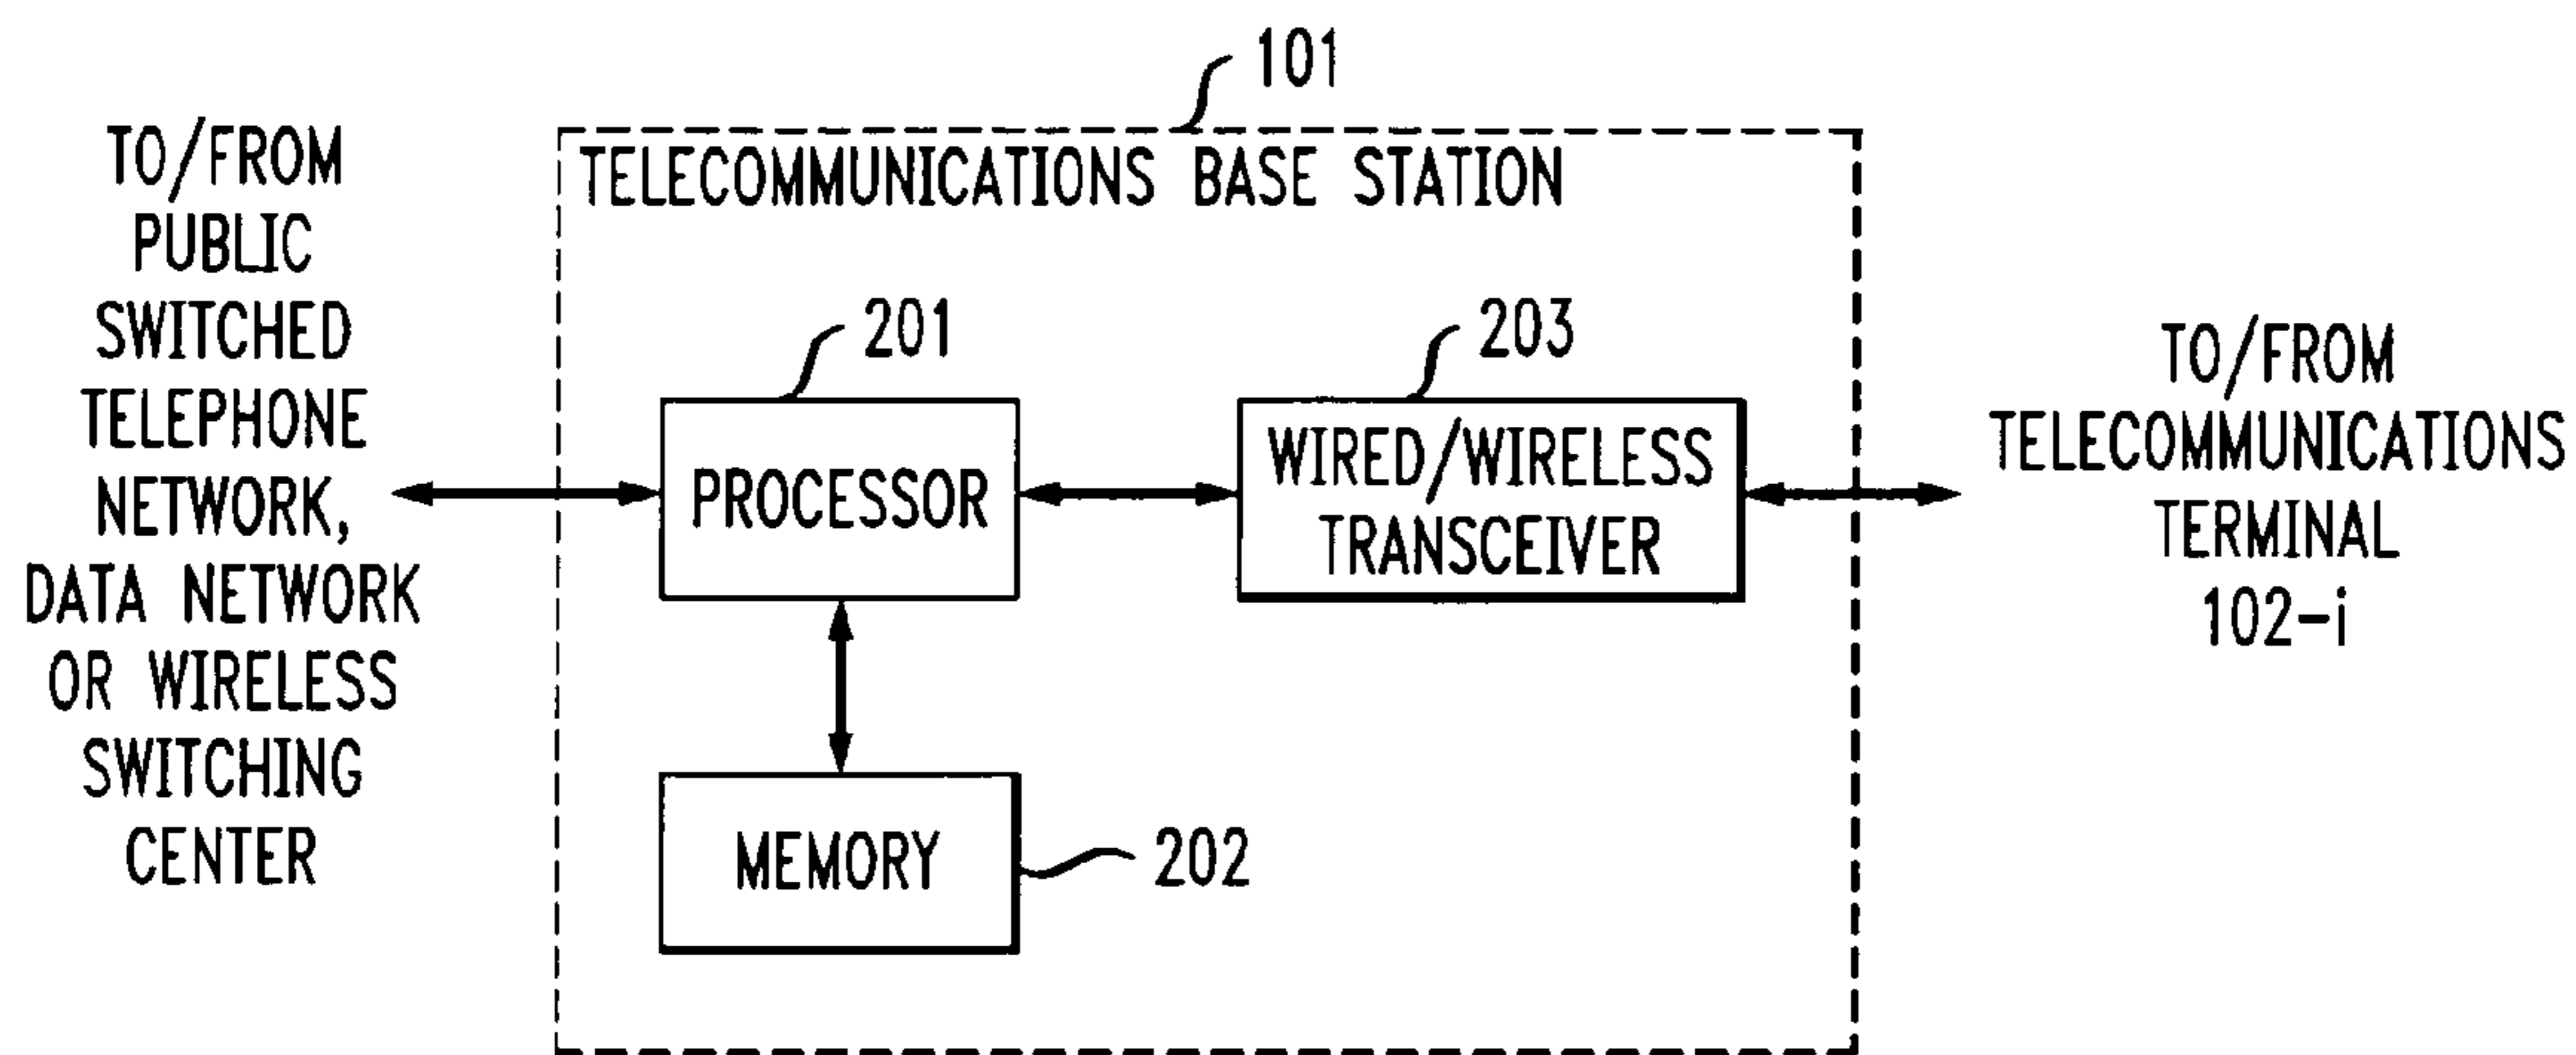 101
TO/FROM
PUBLIC
SWITCHED
TELEPHONE
NETWORK,
DATA NETWORK
OR WIRELESS
SWITCHING
CENTER
TELECOMMUNICATIONS BASE STATION
201
PROCESSOR
203
WIRED/WIRELESS
TRANSCEIVER
MEMORY
202
TO/FROM
TELECOMMUNICATIONS
TERMINAL
102-i